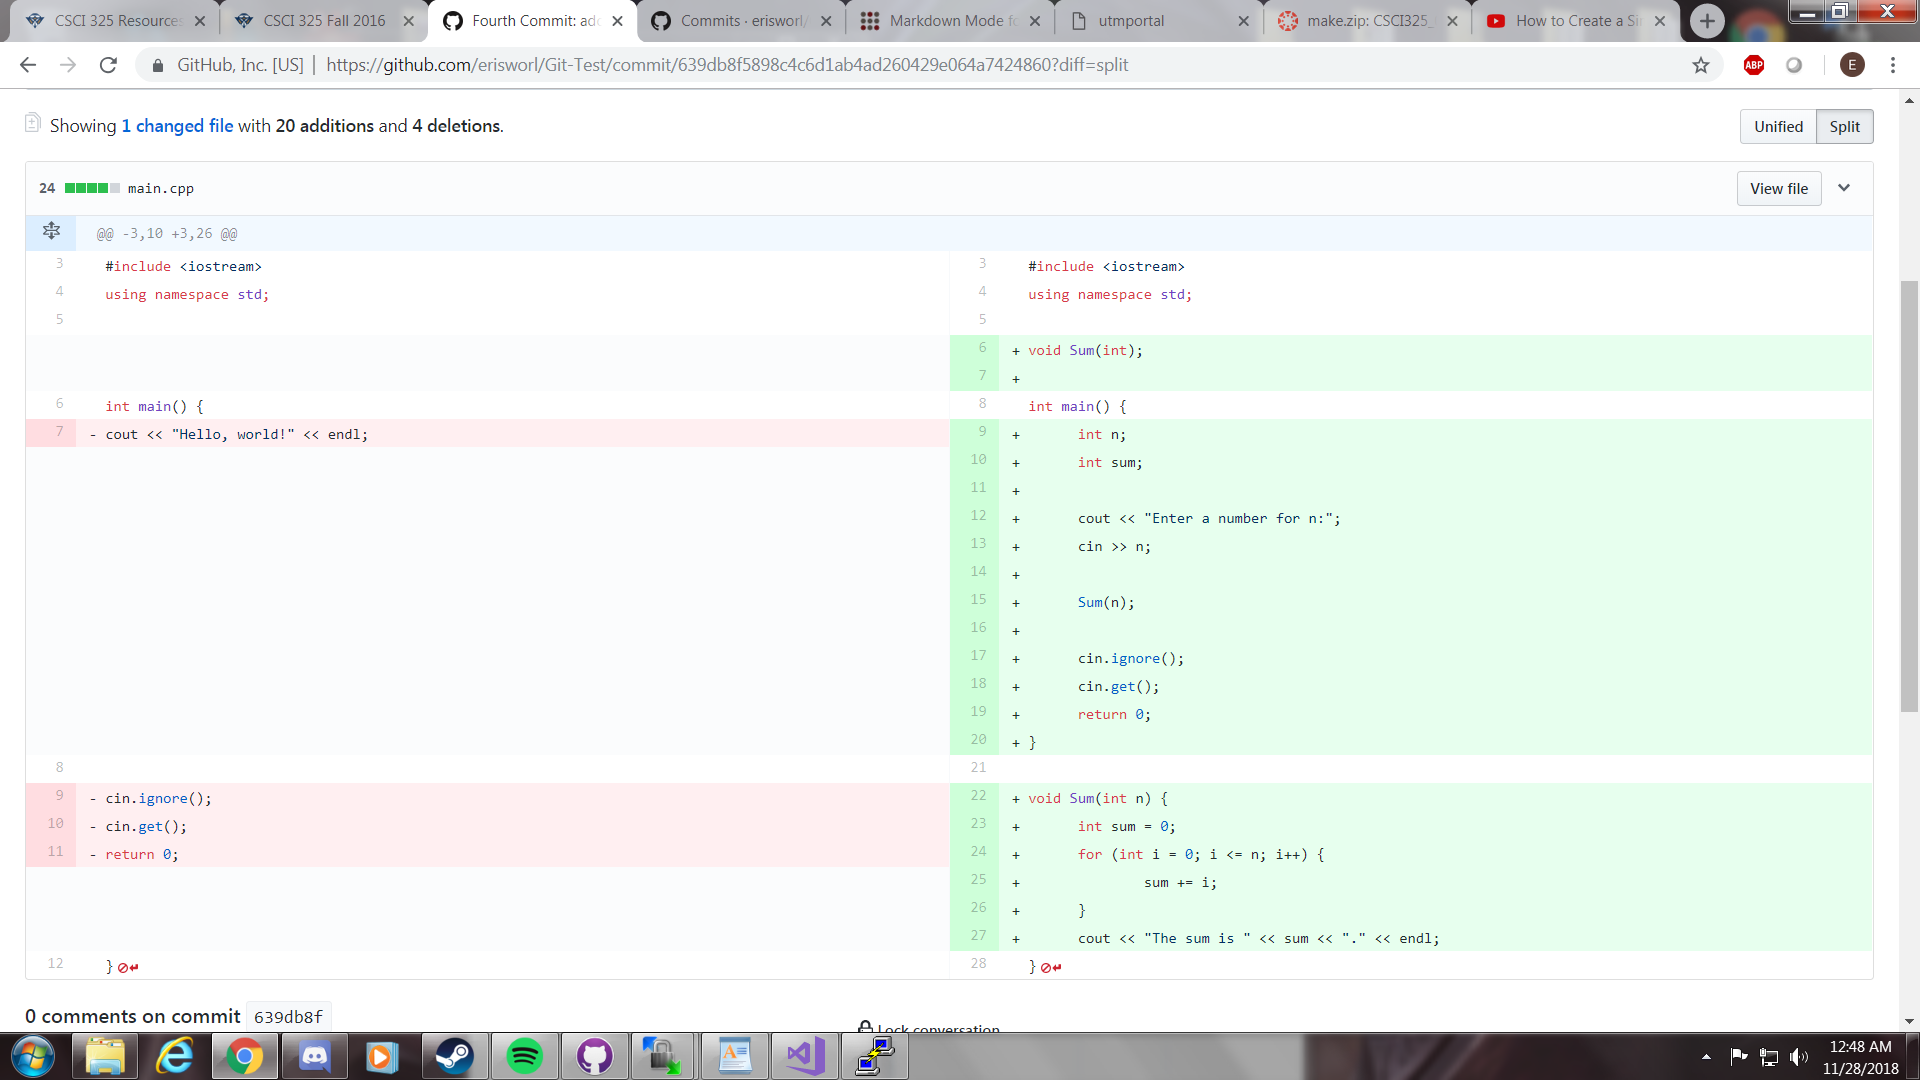 CSCI 325 Resources
CSCI 325 Fall 2016
Fourth Commit: ad
Commits · erisworl/
Markdown Mode fo
utmportal
make.zip: CSCI325_
How to Create a Si
GitHub, Inc. [US] | https://github.com/erisworl/Git-Test/commit/639db8f5898c4c6d1ab4ad260429e064a7424860?diff=split
ABP
E
Showing 1 changed file with 20 additions and 4 deletions.
Unified Split
24 main.cpp
View file
@@ -3,10 +3,26 @@
3 #include <iostream> 3 #include <iostream>
4 using namespace std; 4 using namespace std;
5 5
6 + void Sum(int);
7 +
6 int main() { 8 int main() {
7 - cout << "Hello, world!" << endl; 9 + int n;
10 + int sum;
11 +
12 + cout << "Enter a number for n:";
13 + cin >> n;
14 +
15 + Sum(n);
16 +
17 + cin.ignore();
18 + cin.get();
19 + return 0;
20 + }
8 21
9 - cin.ignore(); 22 + void Sum(int n) {
10 - cin.get(); 23 + int sum = 0;
11 - return 0; 24 + for (int i = 0; i <= n; i++) {
25 + sum += i;
26 + }
27 + cout << "The sum is " << sum << "." << endl;
12 } 28 }
0 comments on commit 639db8f
Lock conversation
12:48 AM
11/28/2018